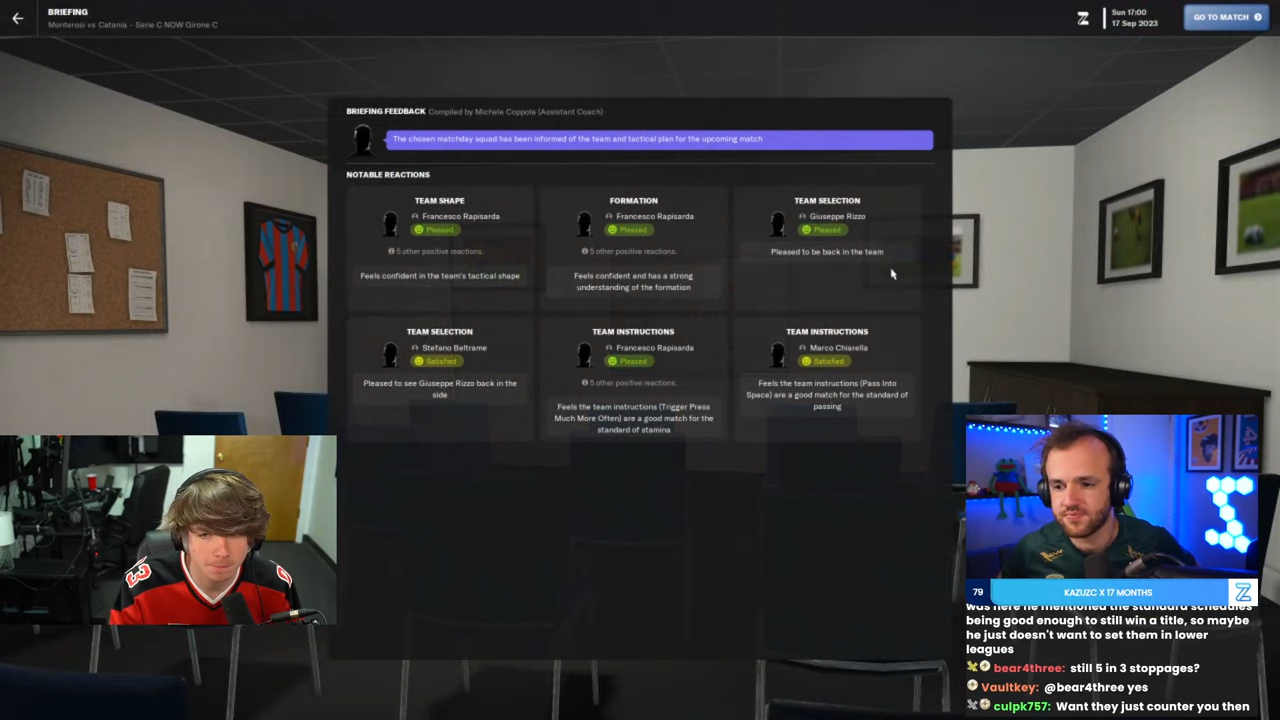 BRIEFING
Monterosi vs Catania - Serie C NOW Girone C
Sun 17:00
17 Sep 2023
GO TO MATCH
BRIEFING FEEDBACK Compiled by Michele Coppola (Assistant Coach)
The chosen matchday squad has been informed of the team and tactical plan for the upcoming match
NOTABLE REACTIONS
TEAM SHAPE
Francesco Rapisarda
Pleased
5 other positive reactions.
Feels confident in the team's tactical shape
FORMATION
Francesco Rapisarda
Pleased
5 other positive reactions.
Feels confident and has a strong
understanding of the formation
TEAM SELECTION
Giuseppe Rizzo
Pleased
Pleased to be back in the team
TEAM SELECTION
Stefano Beltrame
Satisfied
Pleased to see Giuseppe Rizzo back in the
side
TEAM INSTRUCTIONS
Francesco Rapisarda
Pleased
5 other positive reactions.
Feels the team instructions (Trigger Press
Much More Often) are a good match for the
standard of stamina
TEAM INSTRUCTIONS
Marco Chiarella
Satisfied
Feels the team instructions (Pass Into
Space) are a good match for the standard of
passing
79
KAZUZC X 17 MONTHS
was here he mentioned the standard schedules
being good enough to still win a title, so maybe
he just doesn't want to set them in lower
leagues
bear4three: still 5 in 3 stoppages?
Vaultkey: @bear4three yes
culpk757: Want they just counter you then